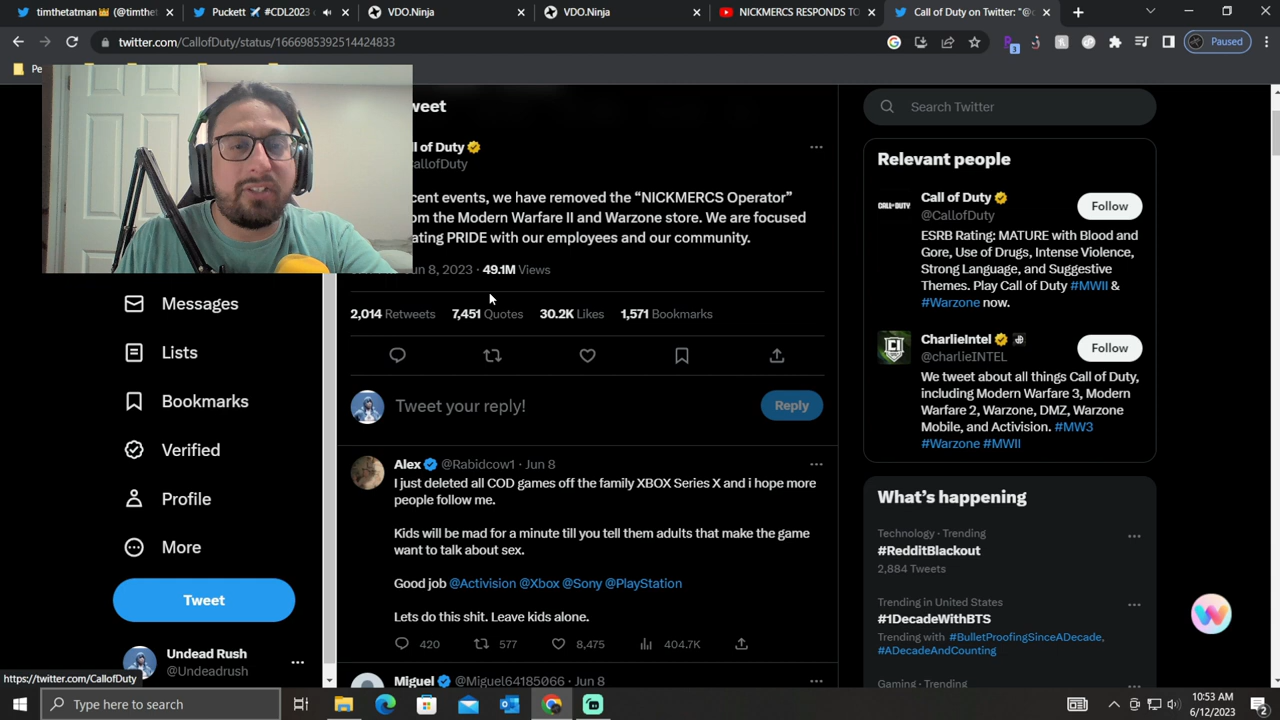 timthetatman 👑 (@timthet
Puckett ✈️ #CDL2023
VDO.Ninja
VDO.Ninja
NICKMERCS RESPONDS TO
Call of Duty on Twitter: "@c
twitter.com/CallofDuty/status/1666985392514424833
3
Paused
Pe
weet
Search Twitter
ll of Duty
allofDuty
cent events, we have removed the “NICKMERCS Operator”
om the Modern Warfare II and Warzone store. We are focused
ating PRIDE with our employees and our community.
un 8, 2023 · 49.1M Views
2,014 Retweets 7,451 Quotes 30.2K Likes 1,571 Bookmarks
Tweet your reply!
Reply
Alex @Rabidcow1 · Jun 8
I just deleted all COD games off the family XBOX Series X and i hope more
people follow me.
Kids will be mad for a minute till you tell them adults that make the game
want to talk about sex.
Good job @Activision @Xbox @Sony @PlayStation
Lets do this shit. Leave kids alone.
420 577 8,475 404.7K
Miguel @Miguel64185066 · Jun 8
Messages
Lists
Bookmarks
Verified
Profile
More
Tweet
Undead Rush
@Undeadrush
https://twitter.com/CallofDuty
Relevant people
CALL·DUTY
Call of Duty
@CallofDuty
Follow
ESRB Rating: MATURE with Blood and
Gore, Use of Drugs, Intense Violence,
Strong Language, and Suggestive
Themes. Play Call of Duty #MWII &
#Warzone now.
CI
INTEL
CharlieIntel
@charlieINTEL
Follow
We tweet about all things Call of Duty,
including Modern Warfare 3, Modern
Warfare 2, Warzone, DMZ, Warzone
Mobile, and Activision. #MW3
#Warzone #MWII
What’s happening
Technology · Trending
#RedditBlackout
2,884 Tweets
Trending in United States
#1DecadeWithBTS
Trending with #BulletProofingSinceADecade,
#ADecadeAndCounting
Gaming · Trending
Type here to search
10:53 AM
6/12/2023
2